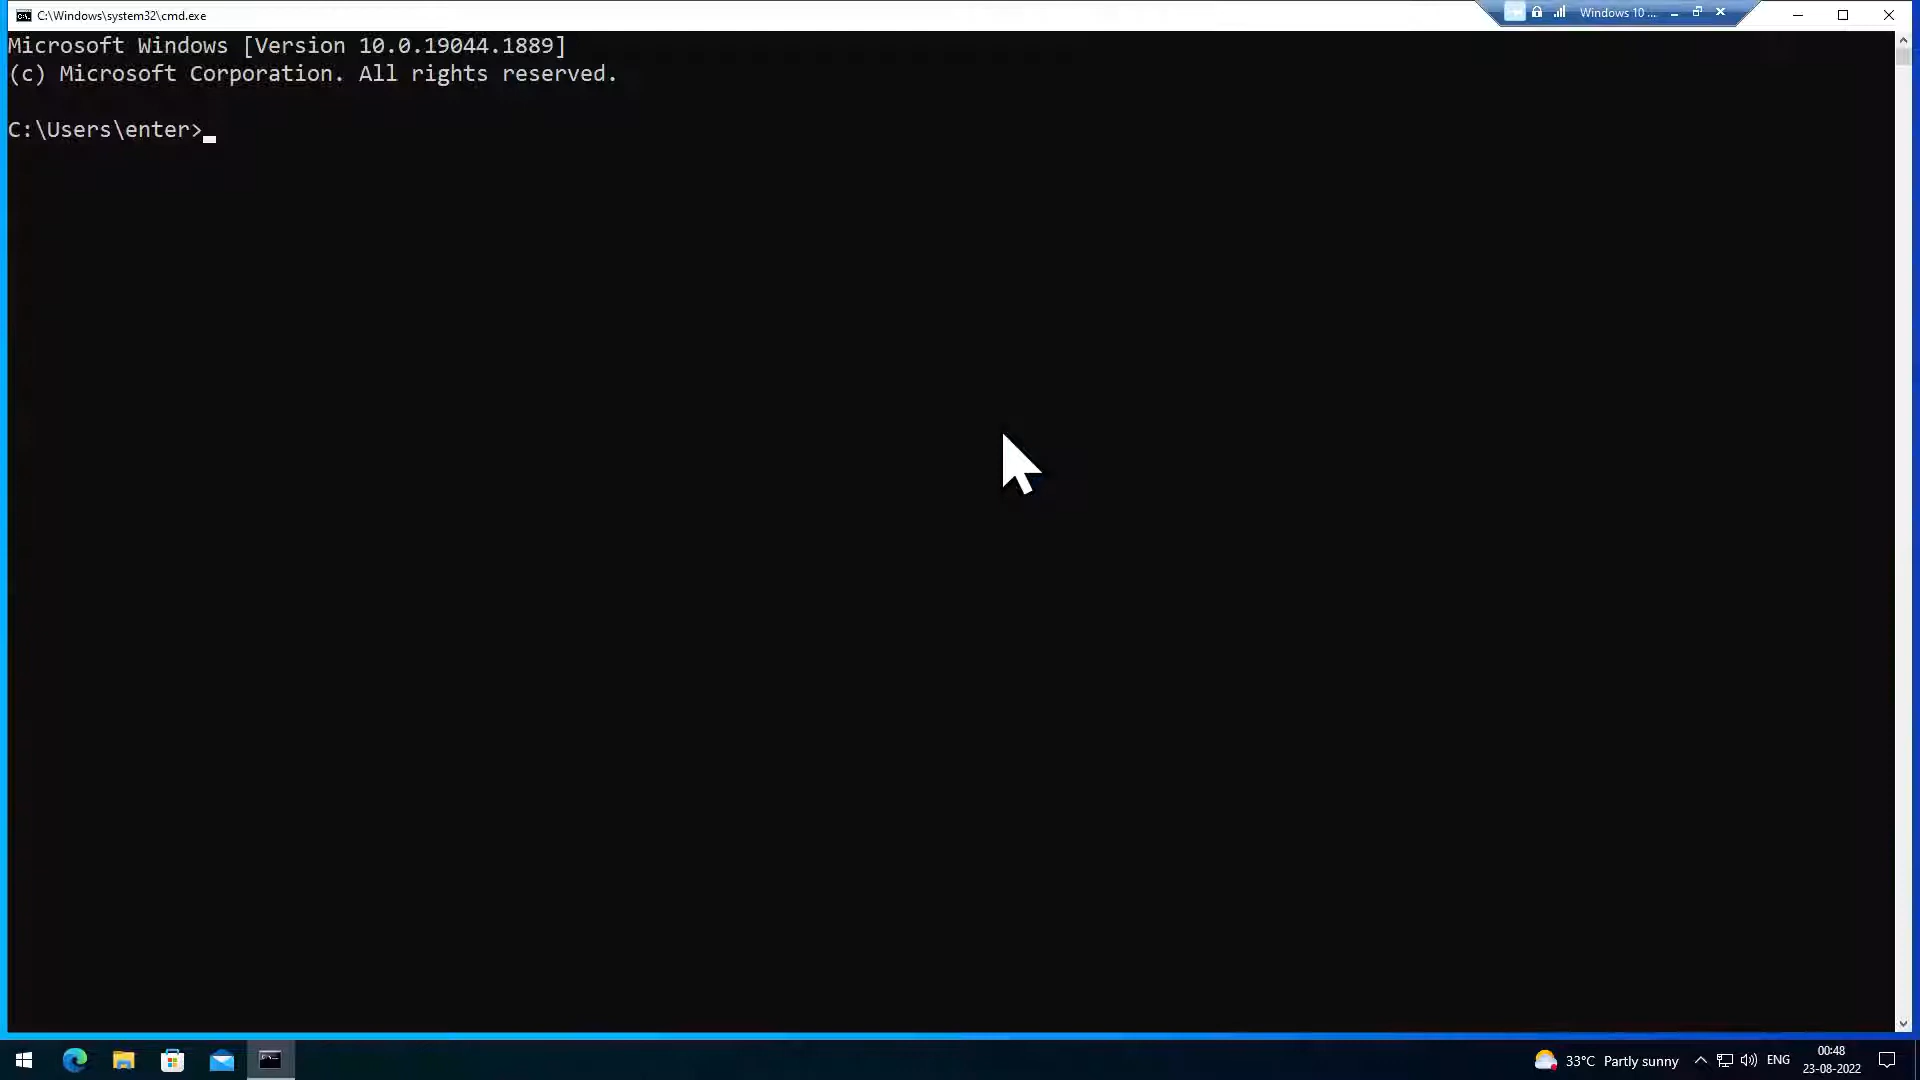 C:\Windows\system32\cmd.exe
Windows 10 ...
Microsoft Windows [Version 10.0.19044.1889]
(c) Microsoft Corporation. All rights reserved.
C:\Users\enter>
33°C Partly sunny
ENG
00:48
23-08-2022